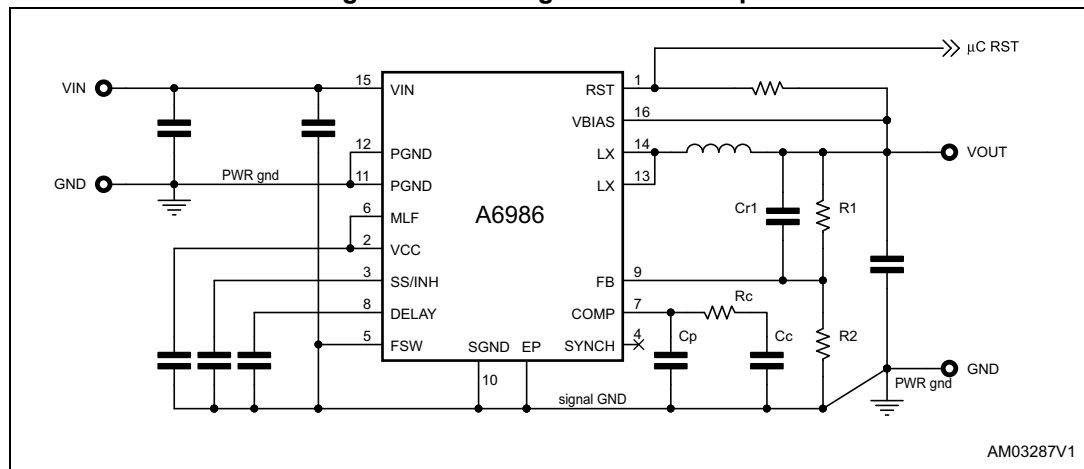 μC RST
VIN
15
VIN
RST
1
VBIAS
16
12
PGND
LX
14
VOUT
GND
PWR gnd
11
PGND
LX
13
6
MLF
A6986
Cr1
R1
2
VCC
3
SS/INH
FB
9
8
DELAY
COMP
7
Rc
5
FSW
SGND
EP
SYNCH
4
Cp
Cc
R2
10
signal GND
GND
PWR gnd
AM03287V1